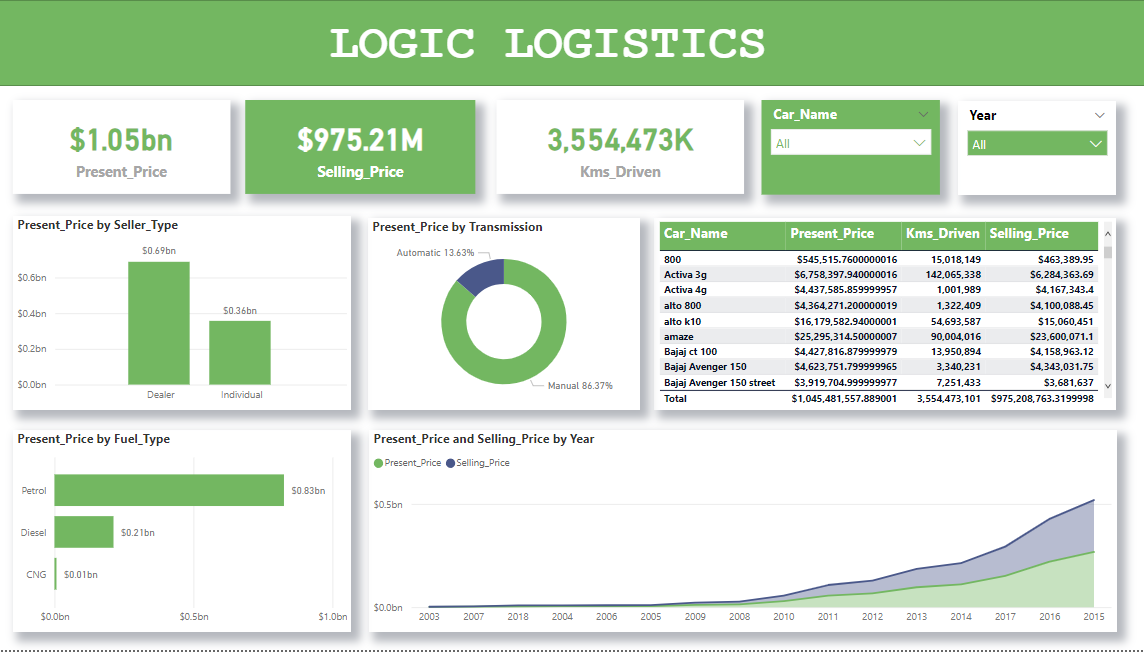 LOGIC LOGISTICS
$1.05bn
Present_Price
$975.21M
Selling_Price
3,554,473K
Kms_Driven
Car_Name
All
Year
All
Present_Price by Seller_Type
$0.69bn
$0.36bn
$0.6bn
$0.4bn
$0.2bn
$0.0bn
Dealer Individual
Present_Price by Transmission
Automatic 13.63%
Manual 86.37%
Car_Name Present_Price Kms_Driven Selling_Price
800 $545,515.7600000016 15,018,149 $463,389.95
Activa 3g $6,758,397.940000016 142,065,338 $6,284,363.69
Activa 4g $4,437,585.859999957 1,001,989 $4,167,343.4
alto 800 $4,364,271.200000019 1,322,409 $4,100,088.45
alto k10 $16,179,582.94000001 54,693,587 $15,060,451
amaze $25,295,314.50000007 90,004,016 $23,600,071.1
Bajaj ct 100 $4,427,816.879999979 13,950,894 $4,158,963.12
Bajaj Avenger 150 $4,623,751.799999965 3,340,231 $4,343,031.75
Bajaj Avenger 150 street $3,919,704.999999977 7,251,433 $3,681,637
Total $1,045,481,557.889001 3,554,473,101 $975,208,763.3199998
Present_Price by Fuel_Type
Petrol $0.83bn
Diesel $0.21bn
CNG $0.01bn
$0.0bn $0.5bn $1.0bn
Present_Price and Selling_Price by Year
Present_Price Selling_Price
$0.5bn
$0.0bn
2003 2007 2018 2004 2006 2005 2009 2008 2010 2011 2012 2013 2014 2017 2016 2015